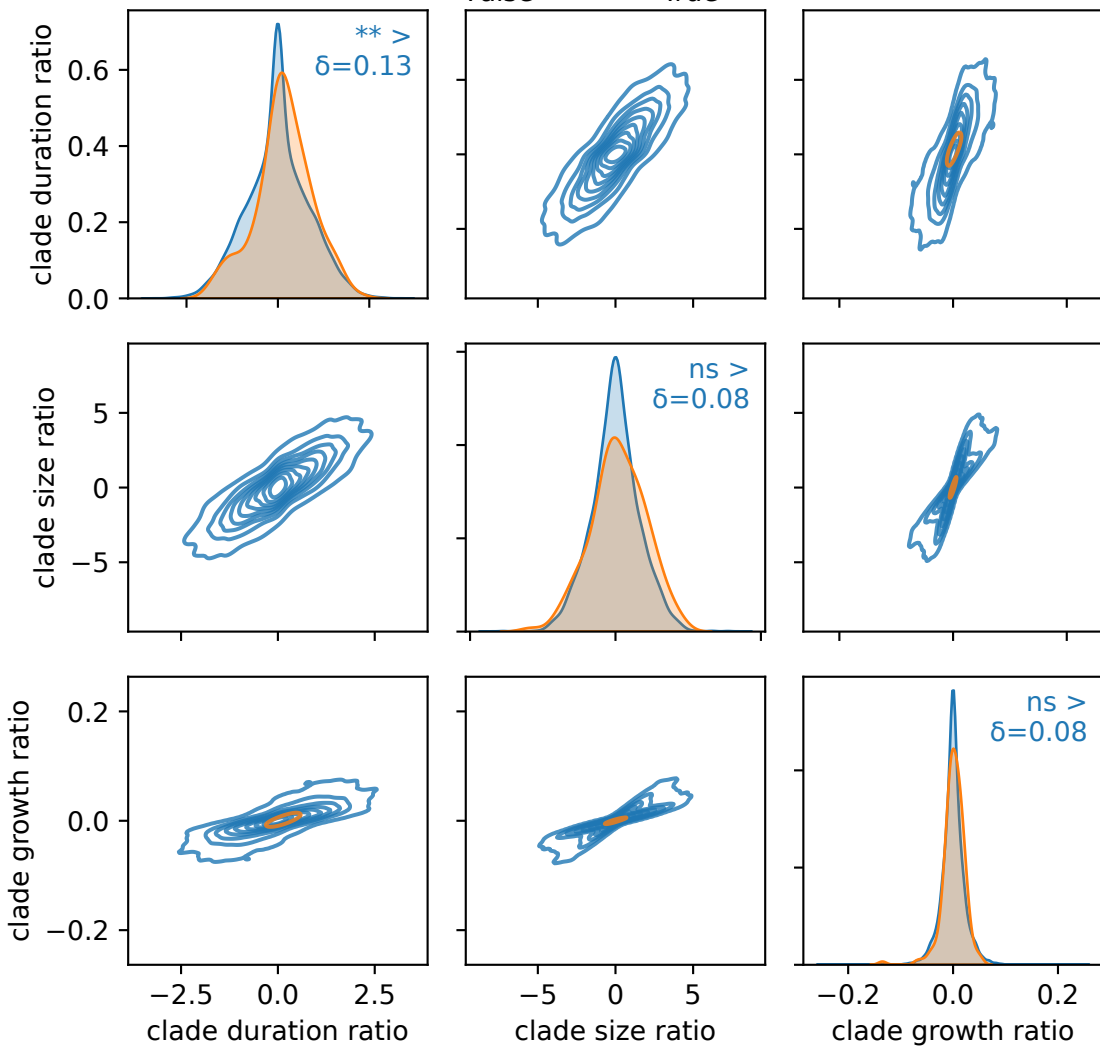 clade duration ratio
0.6
0.4
0.2
0.0
** >
δ=0.13
clade size ratio
5
0
−5
ns >
δ=0.08
clade growth ratio
0.2
0.0
−0.2
ns >
δ=0.08
−2.5 0.0 2.5
−5 0 5
−0.2 0.0 0.2
clade duration ratio
clade size ratio
clade growth ratio